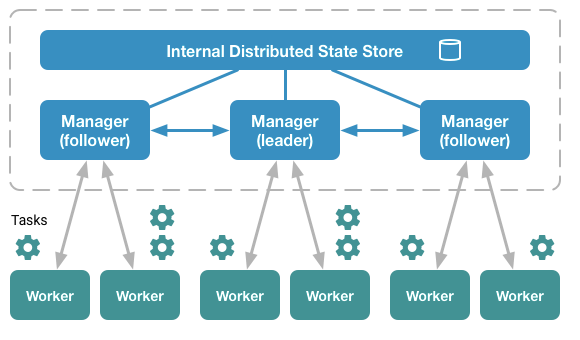 Internal Distributed State Store
Manager
(follower)
Manager
(leader)
Manager
(follower)
Tasks
Worker
Worker
Worker
Worker
Worker
Worker